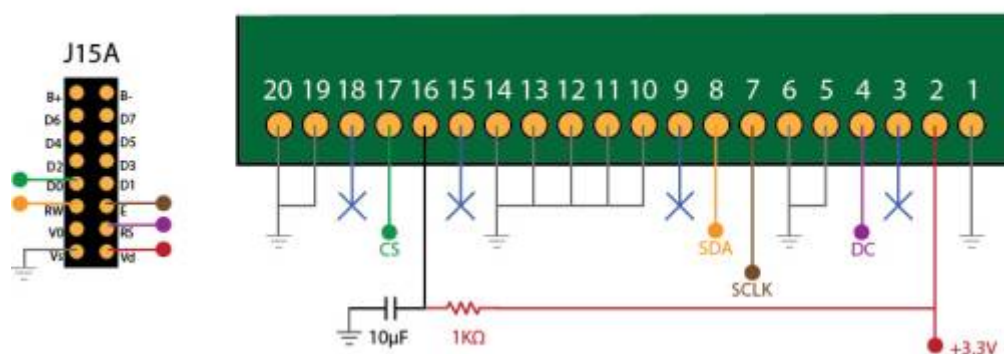 J15A
B+ B-
D6 D7
D4 D5
D2 D3
D0 D1
RW E
V0 RS
Vs Vd
20 19 18 17 16 15 14 13 12 11 10 9 8 7 6 5 4 3 2 1
CS SDA DC
SCLK
10µF 1KΩ +3.3V